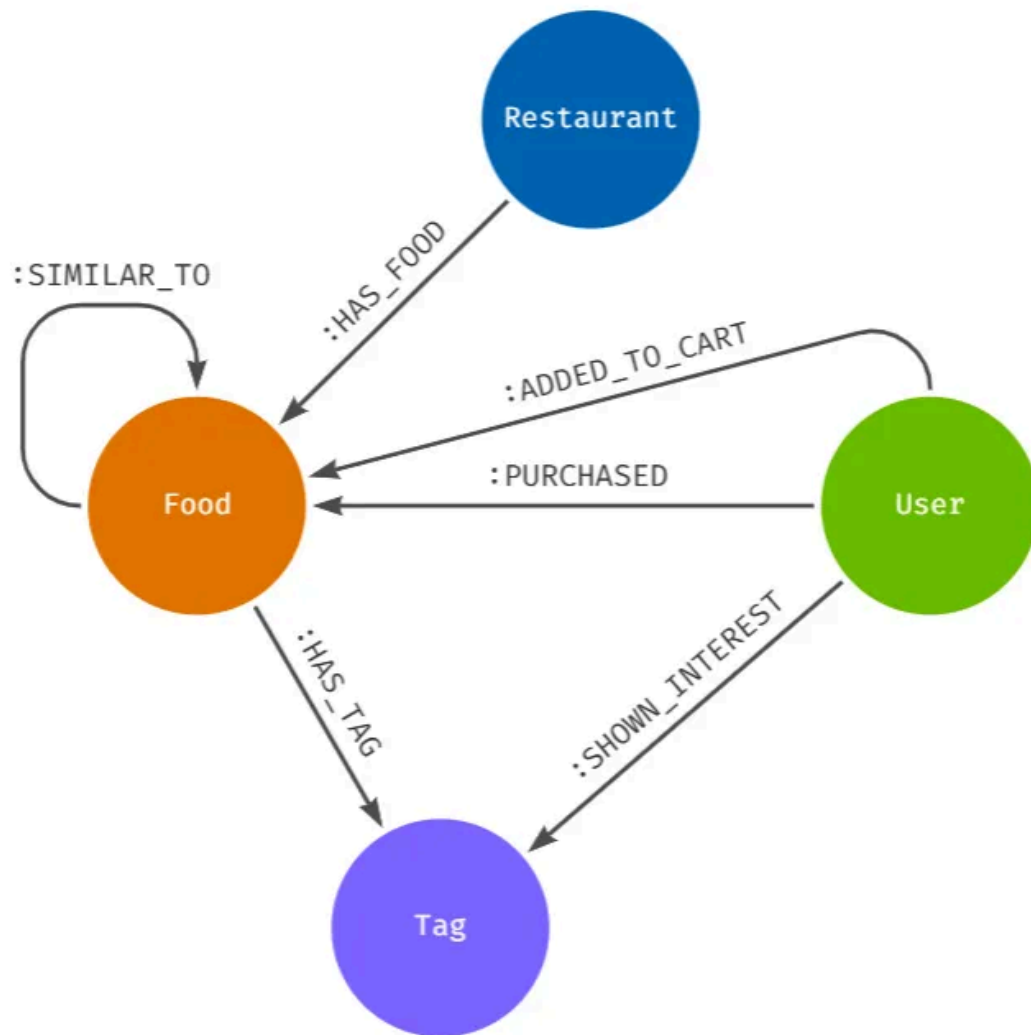 Restaurant
:HAS_FOOD
:SIMILAR_TO
:ADDED_TO_CART
:PURCHASED
Food
User
:HAS_TAG
:SHOWN_INTEREST
Tag